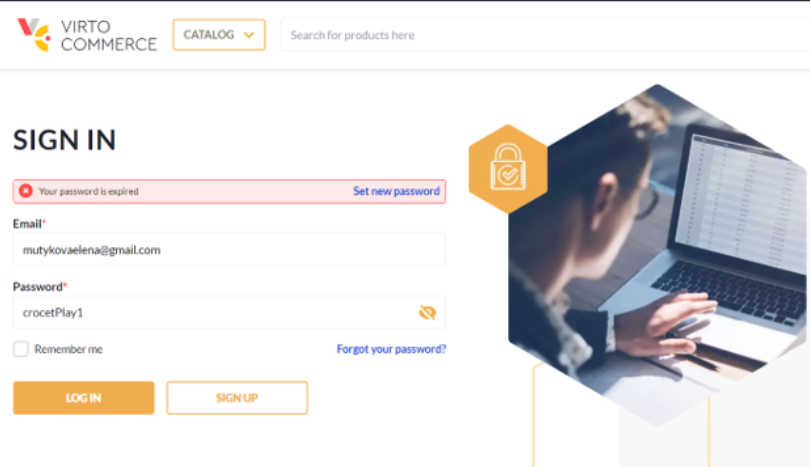 VIRTO
COMMERCE
CATALOG
Search for products here
SIGN IN
Your password is expired
Set new password
Email*
mutykovaelena@gmail.com
Password*
crocetPlay1
Remember me
Forgot your password?
LOG IN
SIGN UP